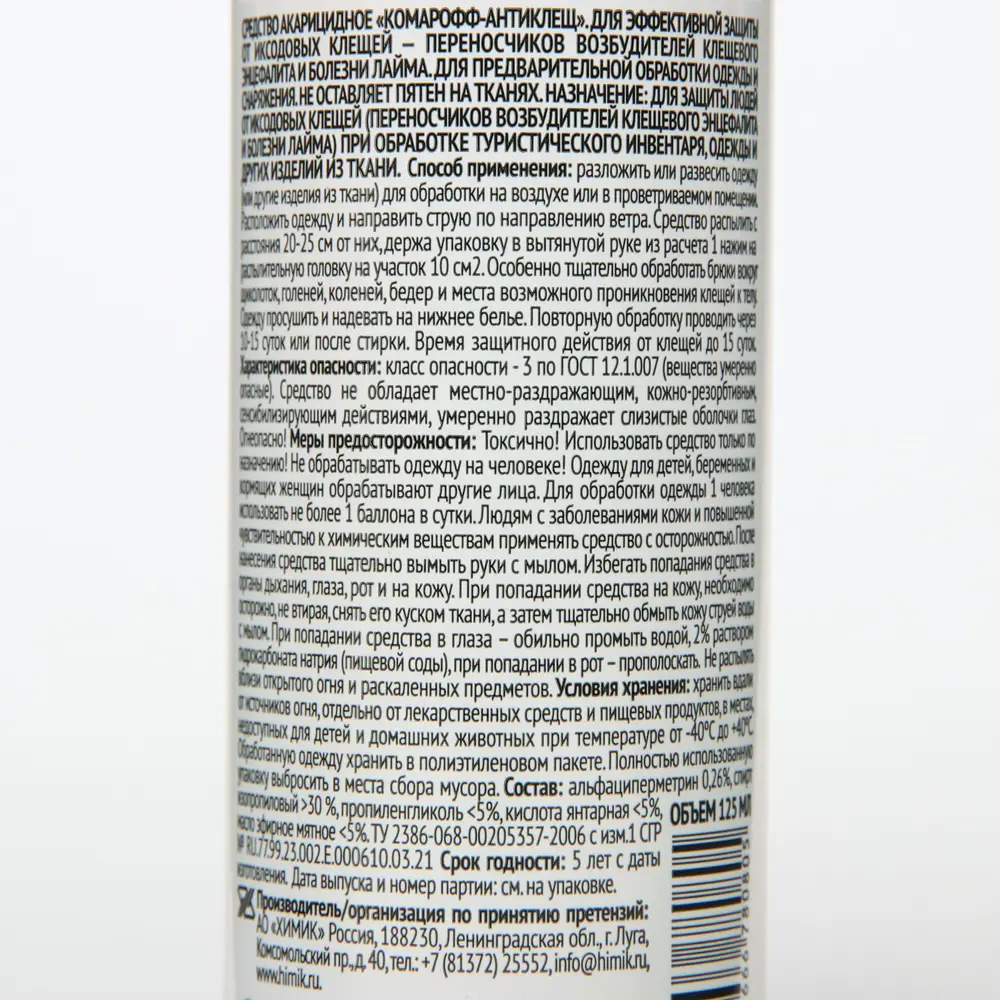 СРЕДСТВО АКАРИЦИДНОЕ «КОМАРОФФ-АНТИКЛЕЩ». ДЛЯ ЭФФЕКТИВНОЙ ЗАЩИТЫ
ОТ ИКСОДОВЫХ КЛЕЩЕЙ – ПЕРЕНОСЧИКОВ ВОЗБУДИТЕЛЕЙ КЛЕЩЕВОГО
ЭНЦЕФАЛИТА И БОЛЕЗНИ ЛАЙМА. ДЛЯ ПРЕДВАРИТЕЛЬНОЙ ОБРАБОТКИ ОДЕЖДЫ И
СНАРЯЖЕНИЯ. НЕ ОСТАВЛЯЕТ ПЯТЕН НА ТКАНЯХ. НАЗНАЧЕНИЕ: ДЛЯ ЗАЩИТЫ ЛЮДЕЙ
ОТ ИКСОДОВЫХ КЛЕЩЕЙ (ПЕРЕНОСЧИКОВ ВОЗБУДИТЕЛЕЙ КЛЕЩЕВОГО ЭНЦЕФАЛИТА
И БОЛЕЗНИ ЛАЙМА) ПРИ ОБРАБОТКЕ ТУРИСТИЧЕСКОГО ИНВЕНТАРЯ, ОДЕЖДЫ И
ДРУГИХ ИЗДЕЛИЙ ИЗ ТКАНИ. Способ применения: разложить или развесить одежду
(или другие изделия из ткани) для обработки на воздухе или в проветриваемом помещении.
Расположить одежду и направить струю по направлению ветра. Средство распылить с
расстояния 20-25 см от них, держа упаковку в вытянутой руке из расчета 1 нажим на
распылительную головку на участок 10 см2. Особенно тщательно обработать брюки вокруг
щиколоток, голеней, коленей, бедер и места возможного проникновения клещей к телу.
Одежду просушить и надевать на нижнее белье. Повторную обработку проводить через
10-15 суток или после стирки. Время защитного действия от клещей до 15 суток.
Характеристика опасности: класс опасности - 3 по ГОСТ 12.1.007 (вещества умеренно
опасные). Средство не обладает местно-раздражающим, кожно-резорбтивным,
сенсибилизирующим действиями, умеренно раздражает слизистые оболочки глаз.
Огнеопасно! Меры предосторожности: Токсично! Использовать средство только по
назначению! Не обрабатывать одежду на человеке! Одежду для детей, беременных и
кормящих женщин обрабатывают другие лица. Для обработки одежды 1 человека
использовать не более 1 баллона в сутки. Людям с заболеваниями кожи и повышенной
чувствительностью к химическим веществам применять средство с осторожностью. После
нанесения средства тщательно вымыть руки с мылом. Избегать попадания средства в
органы дыхания, глаза, рот и на кожу. При попадании средства на кожу, необходимо
осторожно, не втирая, снять его куском ткани, а затем тщательно обмыть кожу струей воды
с мылом. При попадании средства в глаза – обильно промыть водой, 2% раствором
гидрокарбоната натрия (пищевой соды), при попадании в рот – прополоскать. Не распылять
вблизи открытого огня и раскаленных предметов. Условия хранения: хранить вдали
от источников огня, отдельно от лекарственных средств и пищевых продуктов, в местах,
недоступных для детей и домашних животных при температуре от -40°С до +40°С.
Обработанную одежду хранить в полиэтиленовом пакете. Полностью использованную
упаковку выбросить в места сбора мусора. Состав: альфациперметрин 0,26%, спирт
изопропиловый >30 %, пропиленгликоль <5%, кислота янтарная <5%,
масло эфирное мятное <5%. ТУ 2386-068-00205357-2006 с изм.1 СГР
№ RU.77.99.23.002.Е.000610.03.21 Срок годности: 5 лет с даты
изготовления. Дата выпуска и номер партии: см. на упаковке.
Производитель/организация по принятию претензий:
АО «ХИМИК» Россия, 188230, Ленинградская обл., г. Луга,
Комсомольский пр., д. 40, тел.: +7 (81372) 25552, info@himik.ru,
www.himik.ru.
ОБЪЕМ 125 МЛ